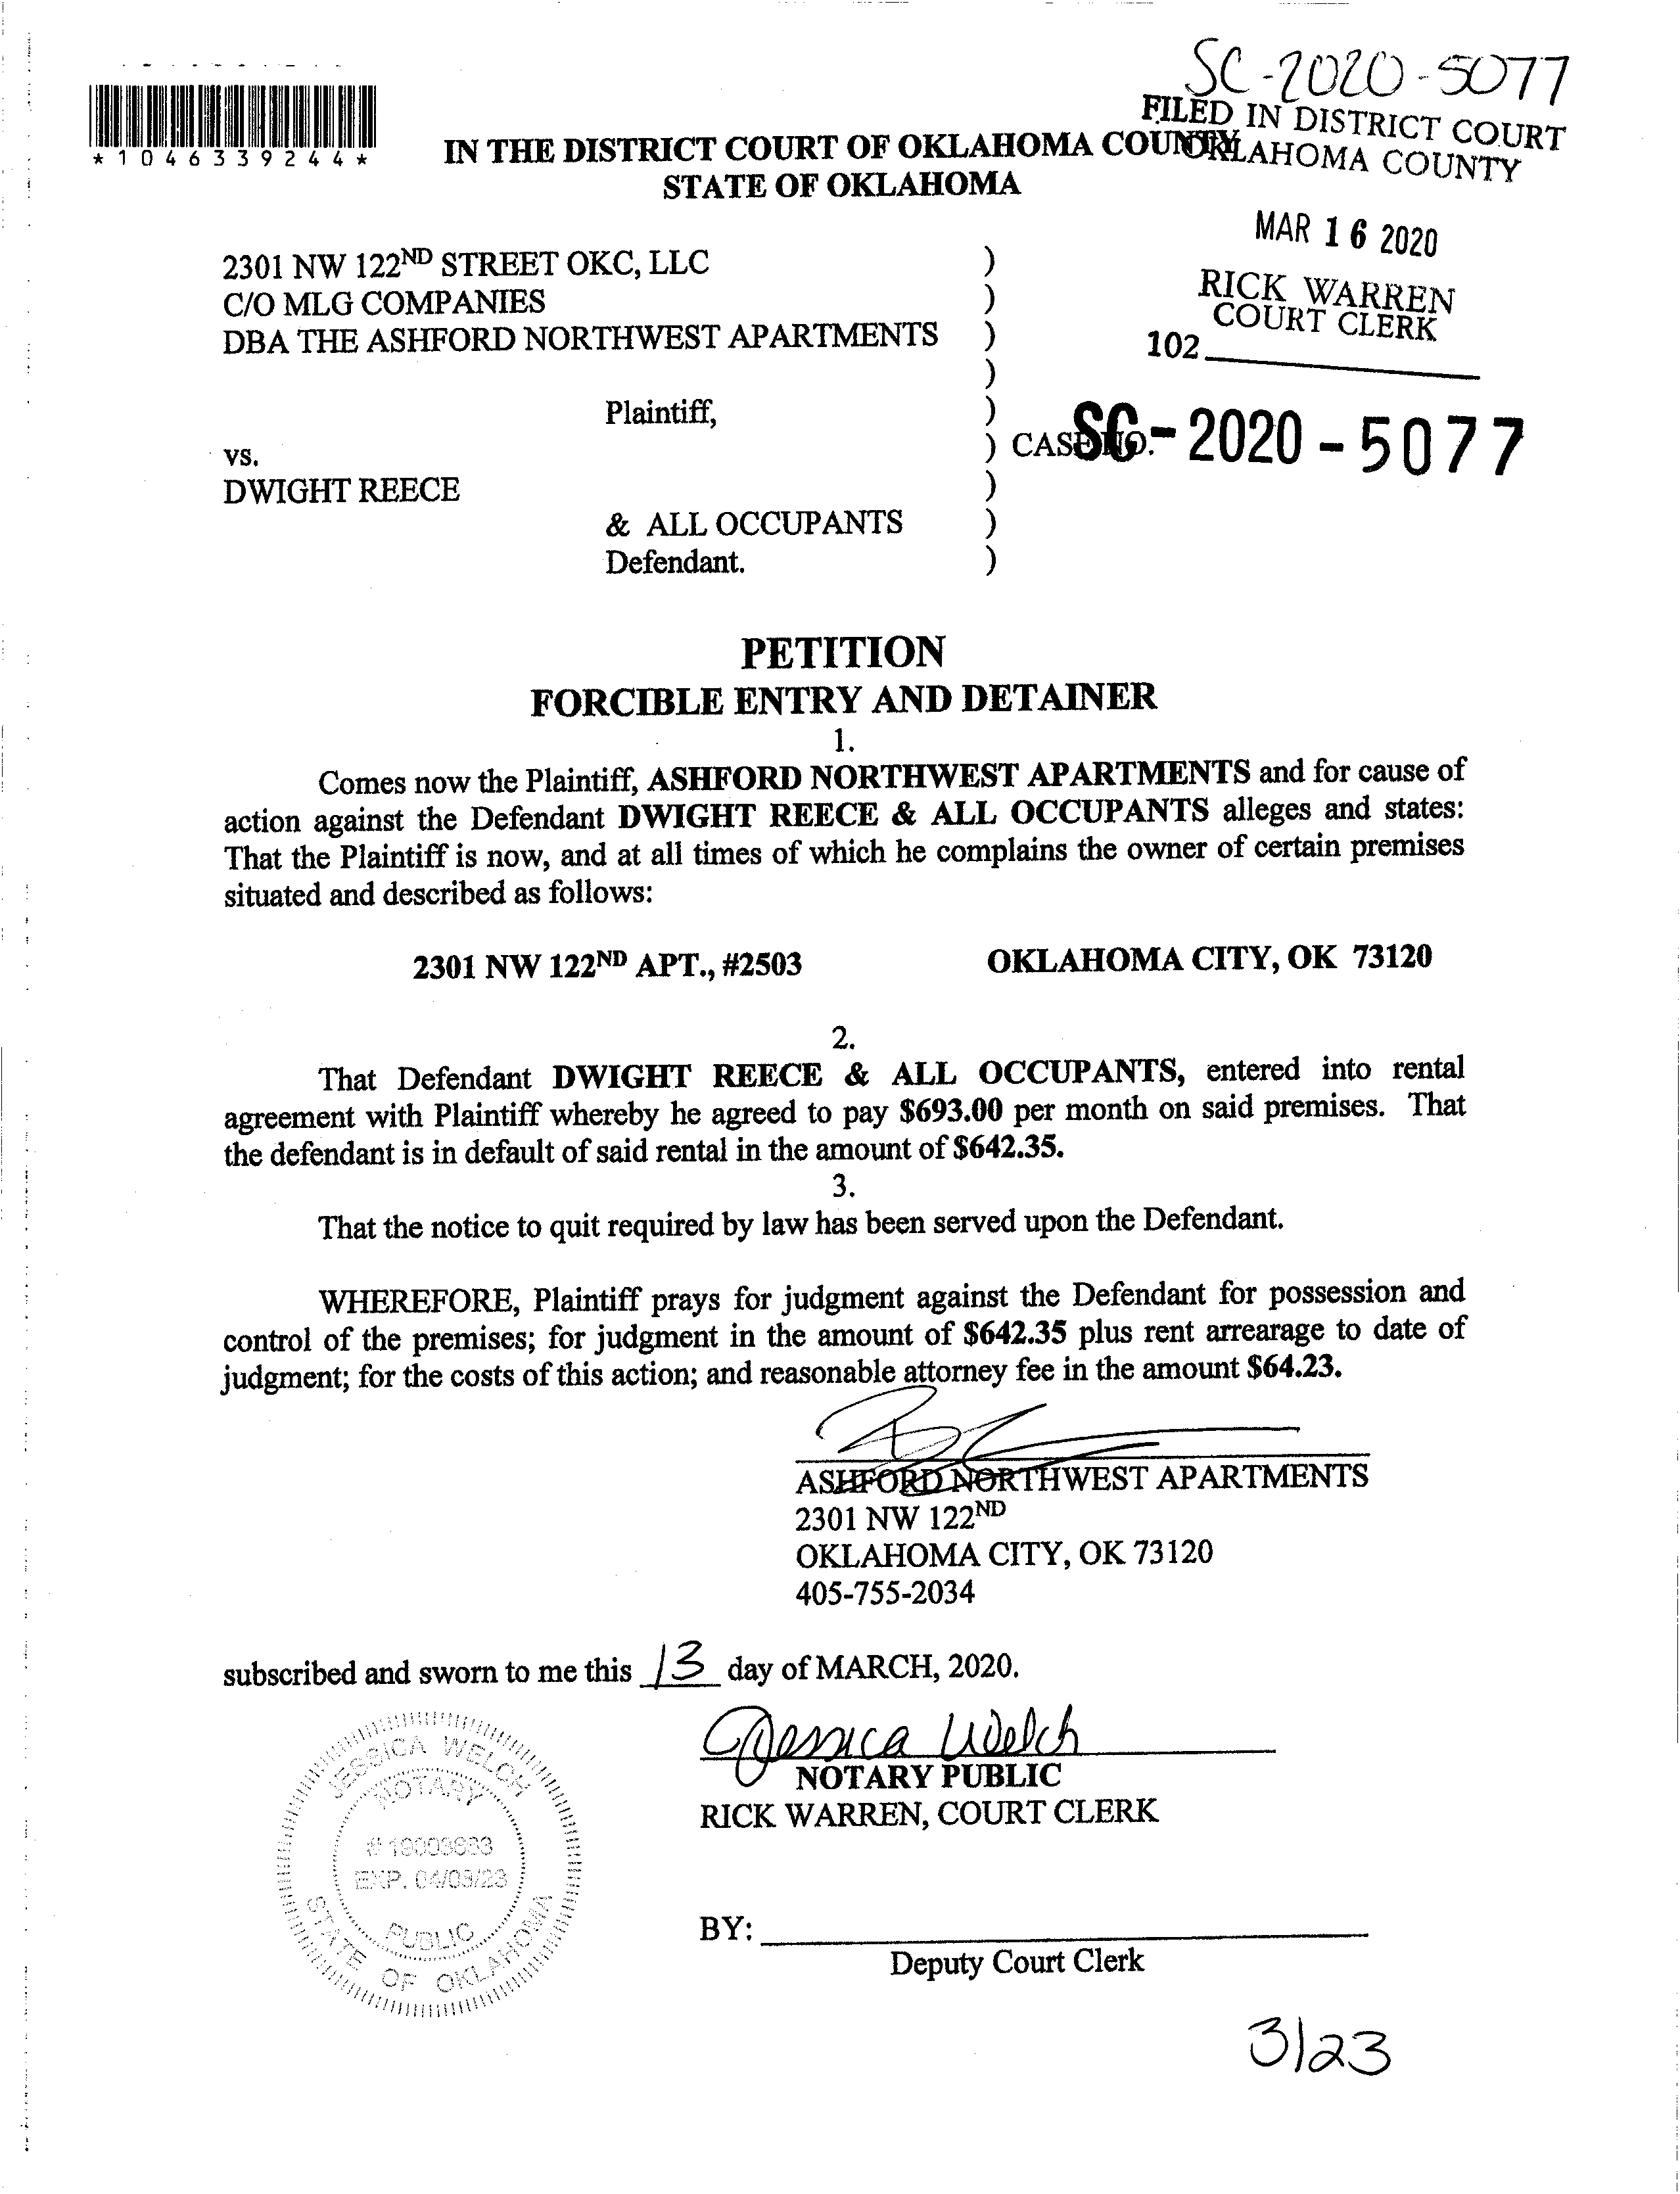 SC-2020-5077
FILED IN DISTRICT COURT
OKLAHOMA COUNTY
*1046339244*
IN THE DISTRICT COURT OF OKLAHOMA COUNTY
STATE OF OKLAHOMA
MAR 16 2020
RICK WARREN
COURT CLERK
102
2301 NW 122ND STREET OKC, LLC )
C/O MLG COMPANIES )
DBA THE ASHFORD NORTHWEST APARTMENTS )
)
Plaintiff, )
vs. ) CASE NO. SC-2020-5077
DWIGHT REECE )
& ALL OCCUPANTS )
Defendant. )
PETITION
FORCIBLE ENTRY AND DETAINER
1.
Comes now the Plaintiff, ASHFORD NORTHWEST APARTMENTS and for cause of
action against the Defendant DWIGHT REECE & ALL OCCUPANTS alleges and states:
That the Plaintiff is now, and at all times of which he complains the owner of certain premises
situated and described as follows:
2301 NW 122ND APT., #2503 OKLAHOMA CITY, OK 73120
2.
That Defendant DWIGHT REECE & ALL OCCUPANTS, entered into rental
agreement with Plaintiff whereby he agreed to pay $693.00 per month on said premises. That
the defendant is in default of said rental in the amount of $642.35.
3.
That the notice to quit required by law has been served upon the Defendant.
WHEREFORE, Plaintiff prays for judgment against the Defendant for possession and
control of the premises; for judgment in the amount of $642.35 plus rent arrearage to date of
judgment; for the costs of this action; and reasonable attorney fee in the amount $64.23.
ASHFORD NORTHWEST APARTMENTS
2301 NW 122ND
OKLAHOMA CITY, OK 73120
405-755-2034
subscribed and sworn to me this 13 day of MARCH, 2020.
Jessica Welch
NOTARY PUBLIC
RICK WARREN, COURT CLERK
JESSICA WELCH
NOTARY
EXP.
PUBLIC
STATE OF OKLAHOMA
BY:
Deputy Court Clerk
3/23